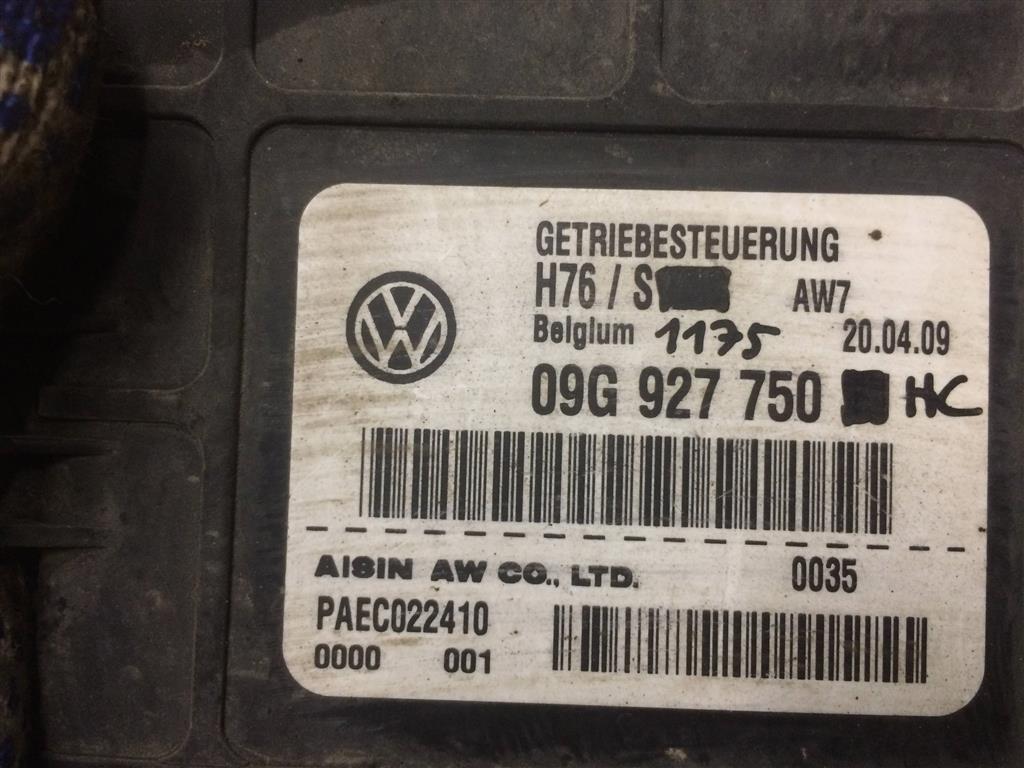 GETRIEBESTEUERUNG
H76 / S AW7
Belgium 1175 20.04.09
09G 927 750 HC
AISIN AW CO., LTD. 0035
PAEC022410
0000 001